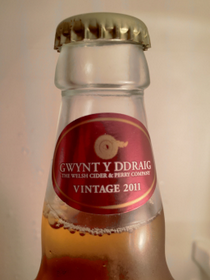 GWYNT Y DDRAIG
THE WELSH CIDER & PERRY COMPANY
VINTAGE 2011